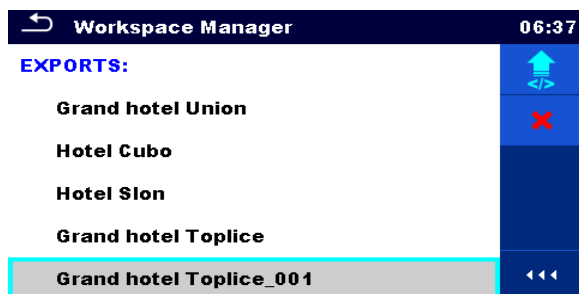 Workspace Manager 06:37
EXPORTS:
</>
Grand hotel Union
Hotel Cubo
Hotel Slon
Grand hotel Toplice
Grand hotel Toplice_001